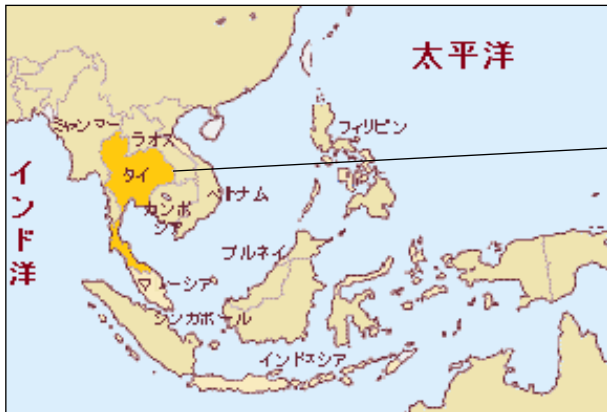 太平洋
ミャンマー
ラオス
フィリピン
タイ
ベトナム
カンボ
ジア
インド洋
ブルネイ
マレーシア
シンガポール
インドネシア